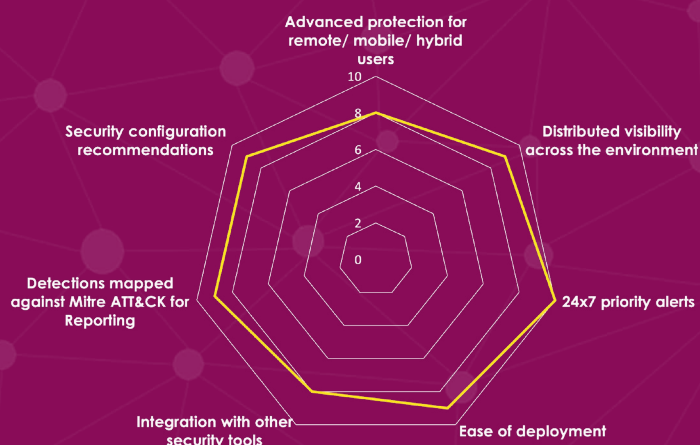 Advanced protection for
remote/ mobile/ hybrid
users
10
8
6
4
2
0
Security configuration
recommendations
Distributed visibility
across the environment
Detections mapped
against Mitre ATT&CK for
Reporting
24x7 priority alerts
Integration with other
security tools
Ease of deployment